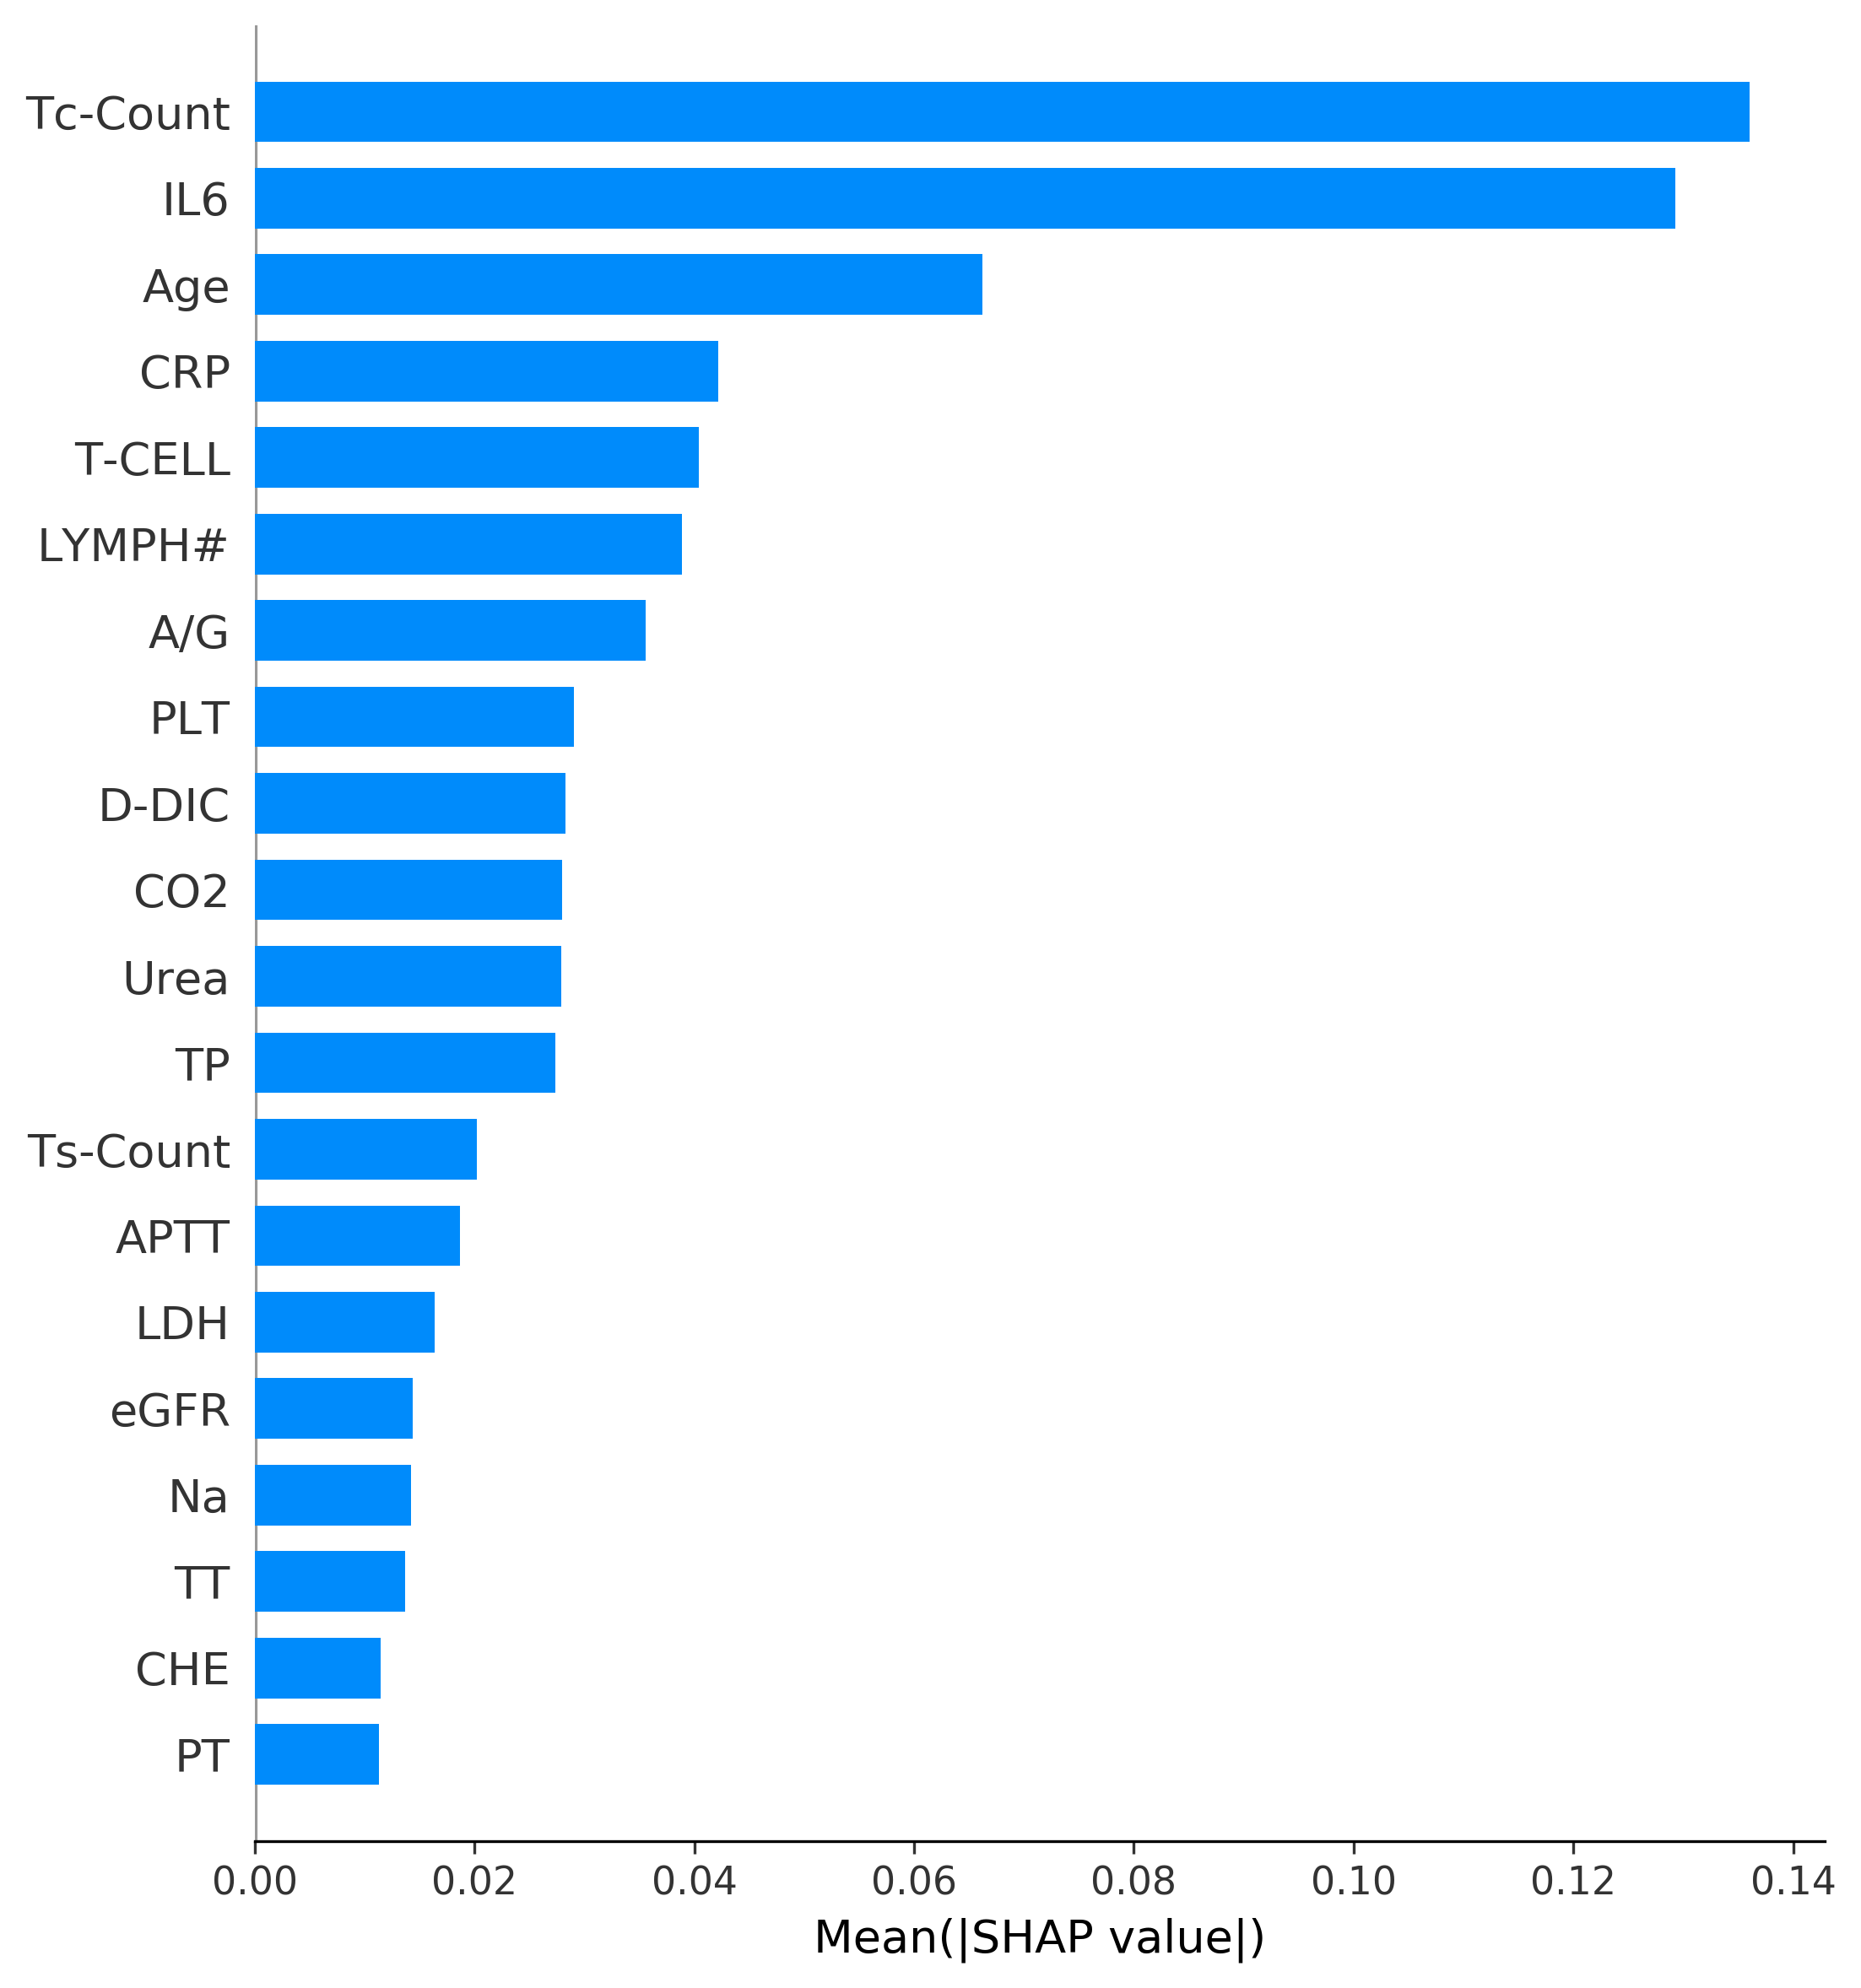 Tc-Count
IL6
Age
CRP
T-CELL
LYMPH#
A/G
PLT
D-DIC
CO2
Urea
TP
Ts-Count
APTT
LDH
eGFR
Na
TT
CHE
PT
0.00 0.02 0.04 0.06 0.08 0.10 0.12 0.14
Mean(|SHAP value|)